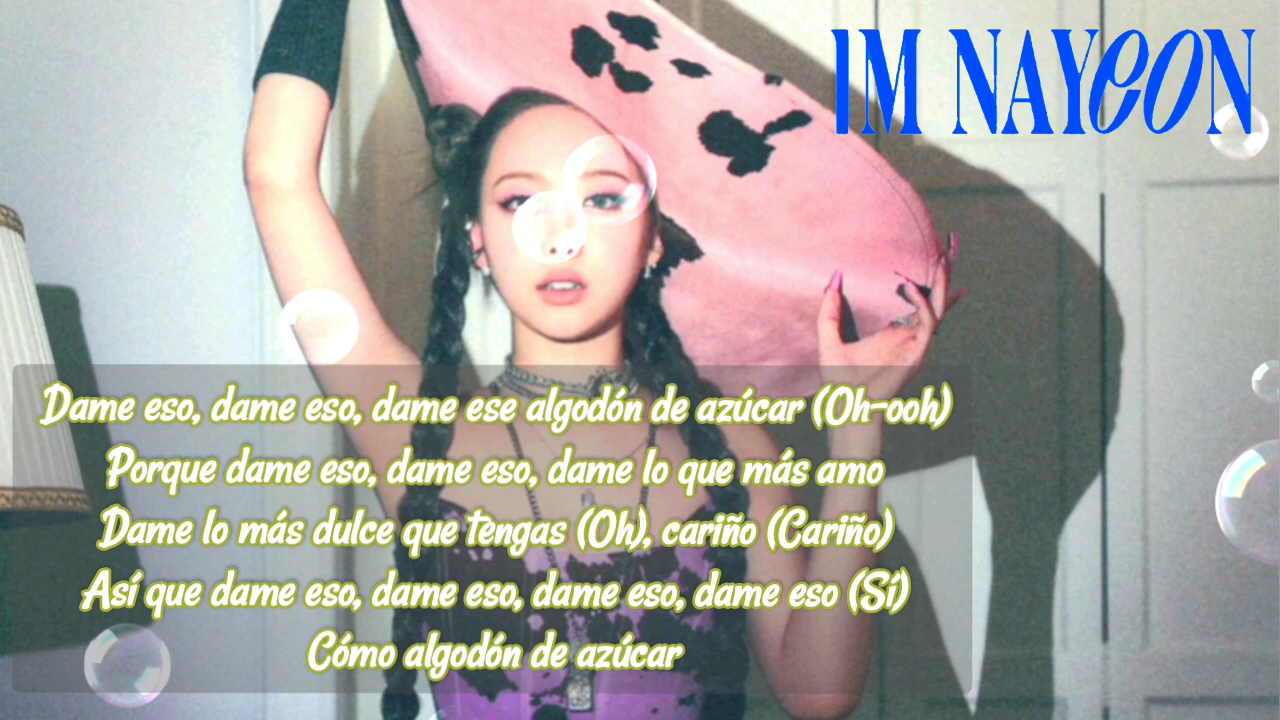 IM NAYEON
Dame eso, dame eso, dame ese algodón de azúcar (Oh-ooh)
Porque dame eso, dame eso, dame lo que más amo
Dame lo más dulce que tengas (Oh), cariño (Cariño)
Así que dame eso, dame eso, dame eso, dame eso (Sí)
Cómo algodón de azúcar